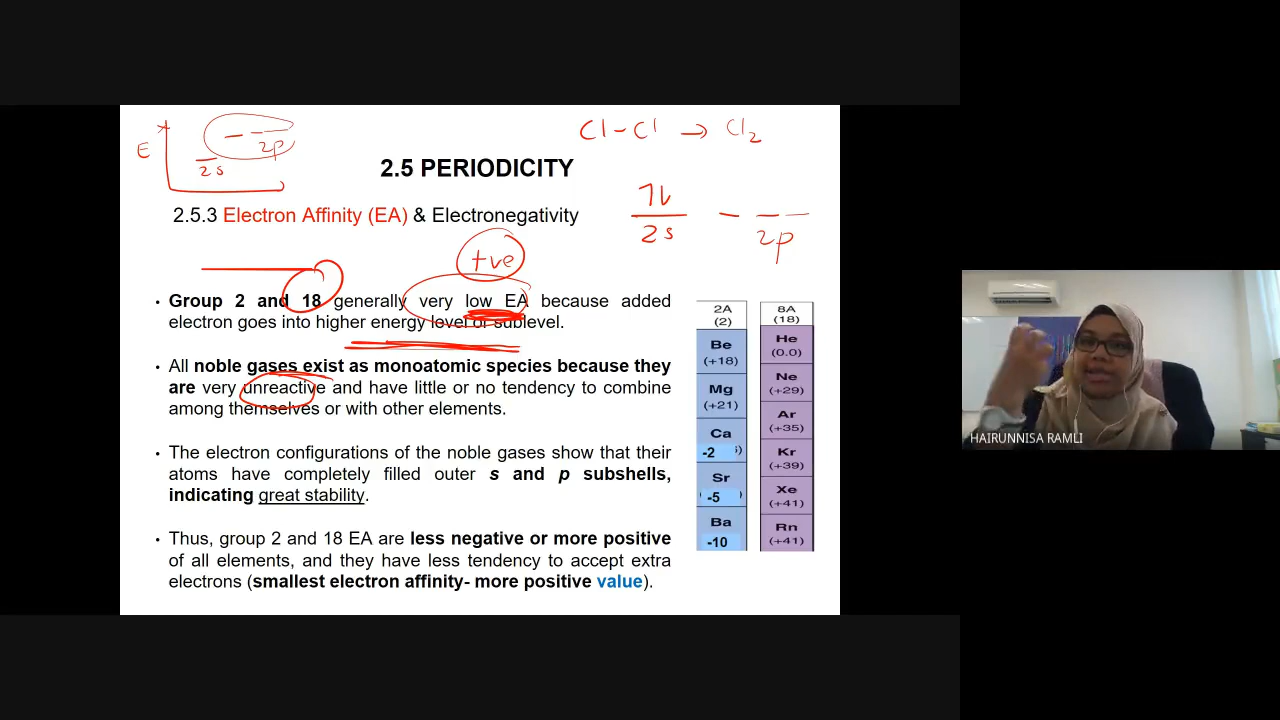 E
2s
2p
Cl-Cl → Cl2
2.5 PERIODICITY
2.5.3 Electron Affinity (EA) & Electronegativity
1l
2s
2p
+ve
• Group 2 and 18 generally very low EA because added
electron goes into higher energy level or sublevel.
• All noble gases exist as monoatomic species because they
are very unreactive and have little or no tendency to combine
among themselves or with other elements.
• The electron configurations of the noble gases show that their
atoms have completely filled outer s and p subshells,
indicating great stability.
• Thus, group 2 and 18 EA are less negative or more positive
of all elements, and they have less tendency to accept extra
electrons (smallest electron affinity- more positive value).
2A
(2)
Be
(+18)
Mg
(+21)
Ca
-2
Sr
-5
Ba
-10
8A
(18)
He
(0.0)
Ne
(+29)
Ar
(+35)
Kr
(+39)
Xe
(+41)
Rn
(+41)
HAIRUNNISA RAMLI